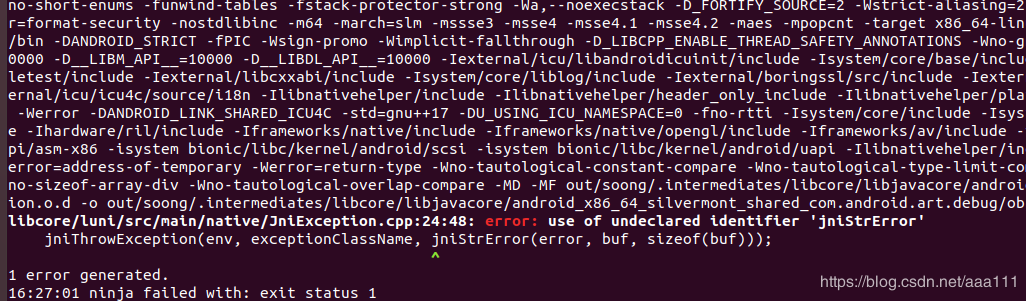 no-short-enums -funwind-tables -fstack-protector-strong -Wa,--noexecstack -D_FORTIFY_SOURCE=2 -Wstrict-aliasing=2
r=format-security -nostdlibinc -m64 -march=slm -mssse3 -msse4 -msse4.1 -msse4.2 -maes -mpopcnt -target x86_64-lin
/bin -DANDROID_STRICT -fPIC -Wsign-promo -Wimplicit-fallthrough -D_LIBCPP_ENABLE_THREAD_SAFETY_ANNOTATIONS -Wno-g
0000 -D__LIBM_API__=10000 -D__LIBDL_API__=10000 -Iexternal/icu/libandroidicuinit/include -Isystem/core/base/inclu
letest/include -Iexternal/libcxxabi/include -Isystem/core/liblog/include -Iexternal/boringssl/src/include -Iexter
ernal/icu/icu4c/source/i18n -Ilibnativehelper/include -Ilibnativehelper/header_only_include -Ilibnativehelper/pla
-Werror -DANDROID_LINK_SHARED_ICU4C -std=gnu++17 -DU_USING_ICU_NAMESPACE=0 -fno-rtti -Isystem/core/include -Isys
e -Ihardware/ril/include -Iframeworks/native/include -Iframeworks/native/opengl/include -Iframeworks/av/include -
pi/asm-x86 -isystem bionic/libc/kernel/android/scsi -isystem bionic/libc/kernel/android/uapi -Ilibnativehelper/in
error=address-of-temporary -Werror=return-type -Wno-tautological-constant-compare -Wno-tautological-type-limit-co
no-sizeof-array-div -Wno-tautological-overlap-compare -MD -MF out/soong/.intermediates/libcore/libjavacore/androi
ion.o.d -o out/soong/.intermediates/libcore/libjavacore/android_x86_64_silvermont_shared_com.android.art.debug/ob
libcore/luni/src/main/native/JniException.cpp:24:48: error: use of undeclared identifier 'jniStrError'
jniThrowException(env, exceptionClassName, jniStrError(error, buf, sizeof(buf)));
^
1 error generated.
16:27:01 ninja failed with: exit status 1
https://blog.csdn.net/aaa111